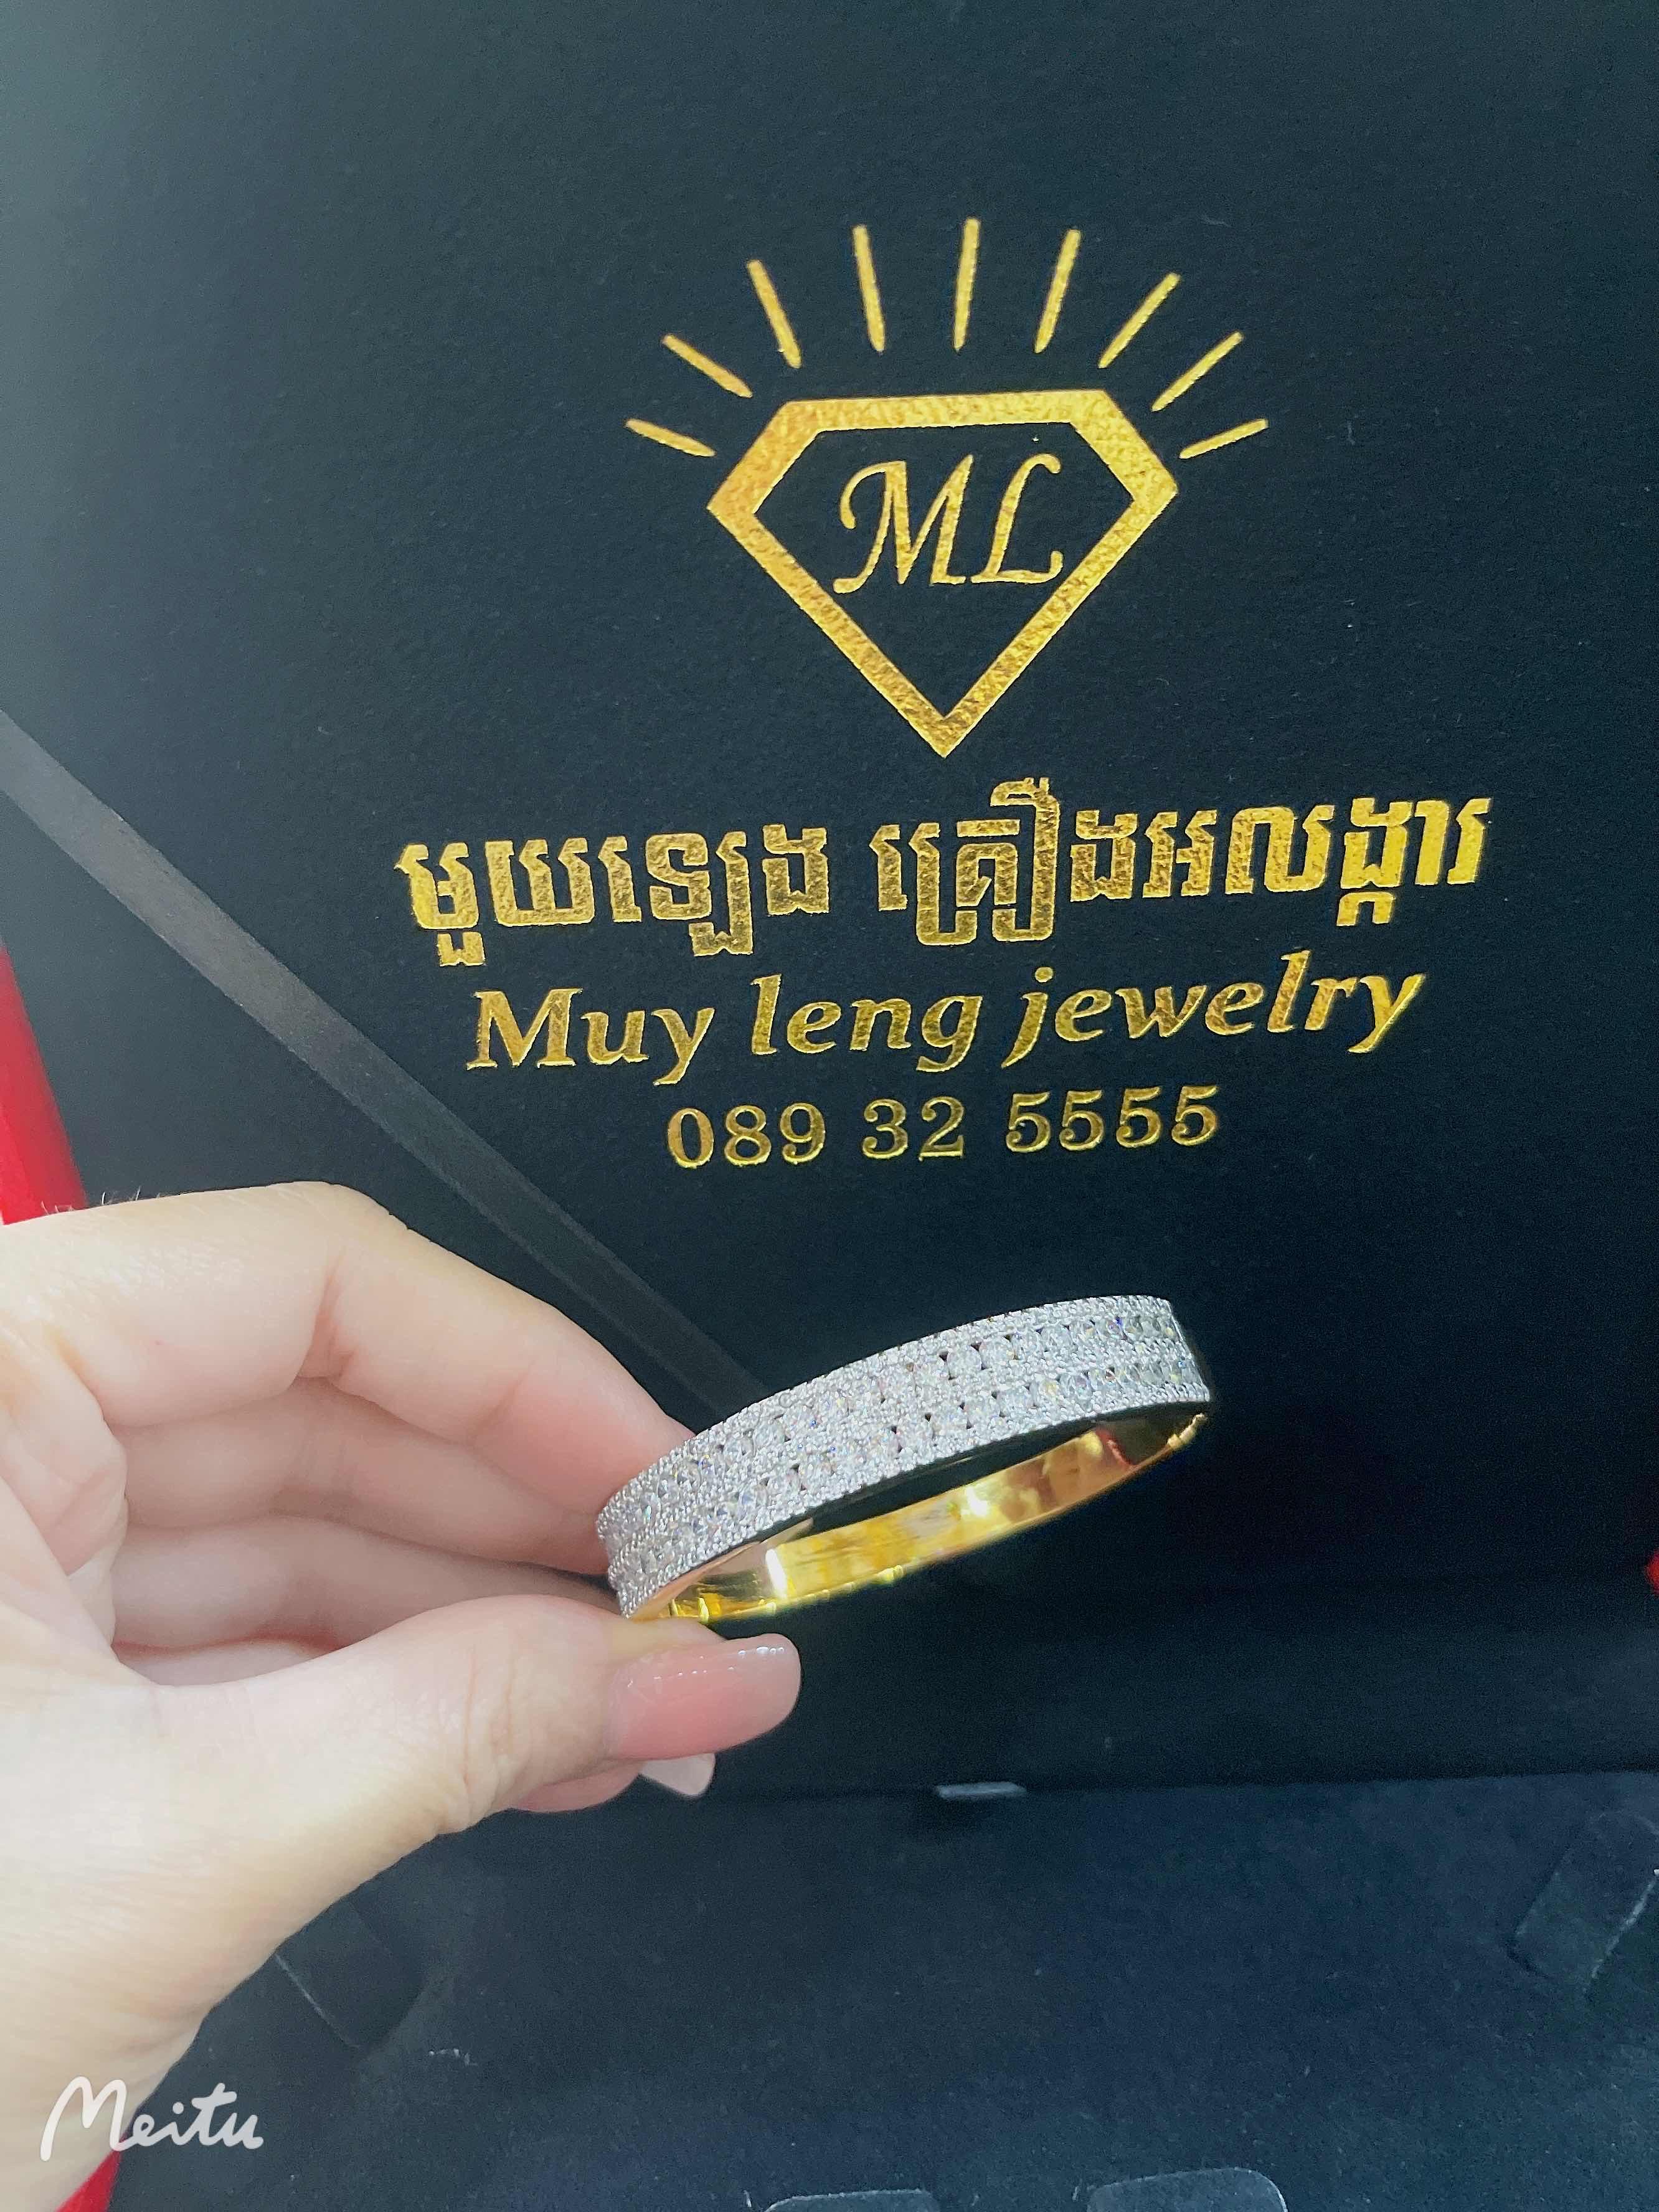 ML
មួយឡេង គ្រឿងអលង្ការ
Muy leng jewelry
089 32 5555
Meitu